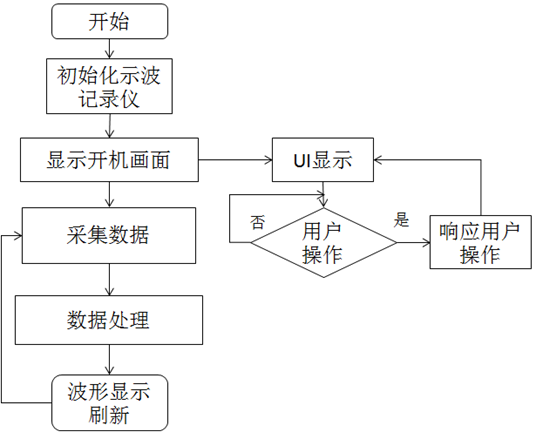 开始
初始化示波
记录仪
显示开机画面
UI显示
采集数据
否
用户
操作
是
响应用户
操作
数据处理
波形显示
刷新